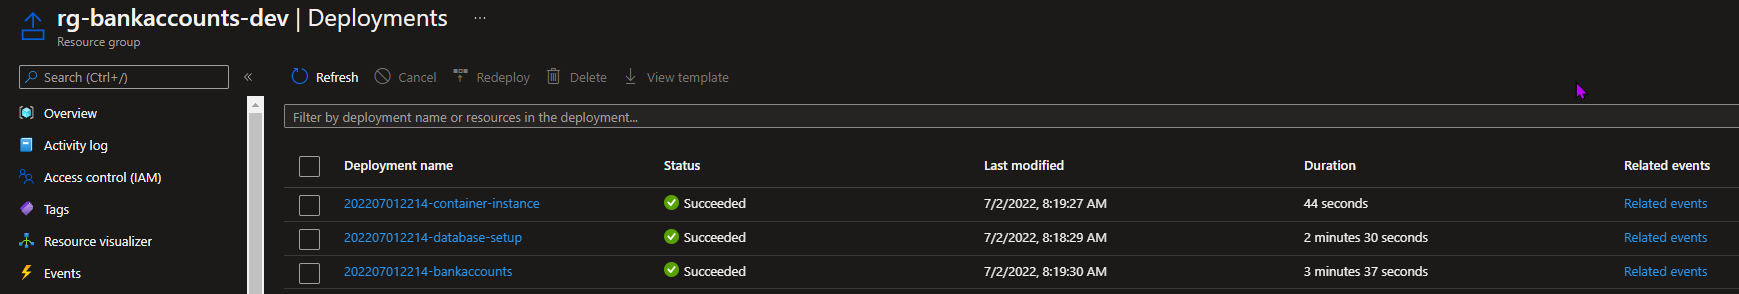 rg-bankaccounts-dev | Deployments ...
Resource group
Search (Ctrl+/) «
Overview
Activity log
Access control (IAM)
Tags
Resource visualizer
Events
Refresh Cancel Redeploy Delete View template
Filter by deployment name or resources in the deployment...
Deployment name Status Last modified Duration Related events
202207012214-container-instance Succeeded 7/2/2022, 8:19:27 AM 44 seconds Related events
202207012214-database-setup Succeeded 7/2/2022, 8:18:29 AM 2 minutes 30 seconds Related events
202207012214-bankaccounts Succeeded 7/2/2022, 8:19:30 AM 3 minutes 37 seconds Related events